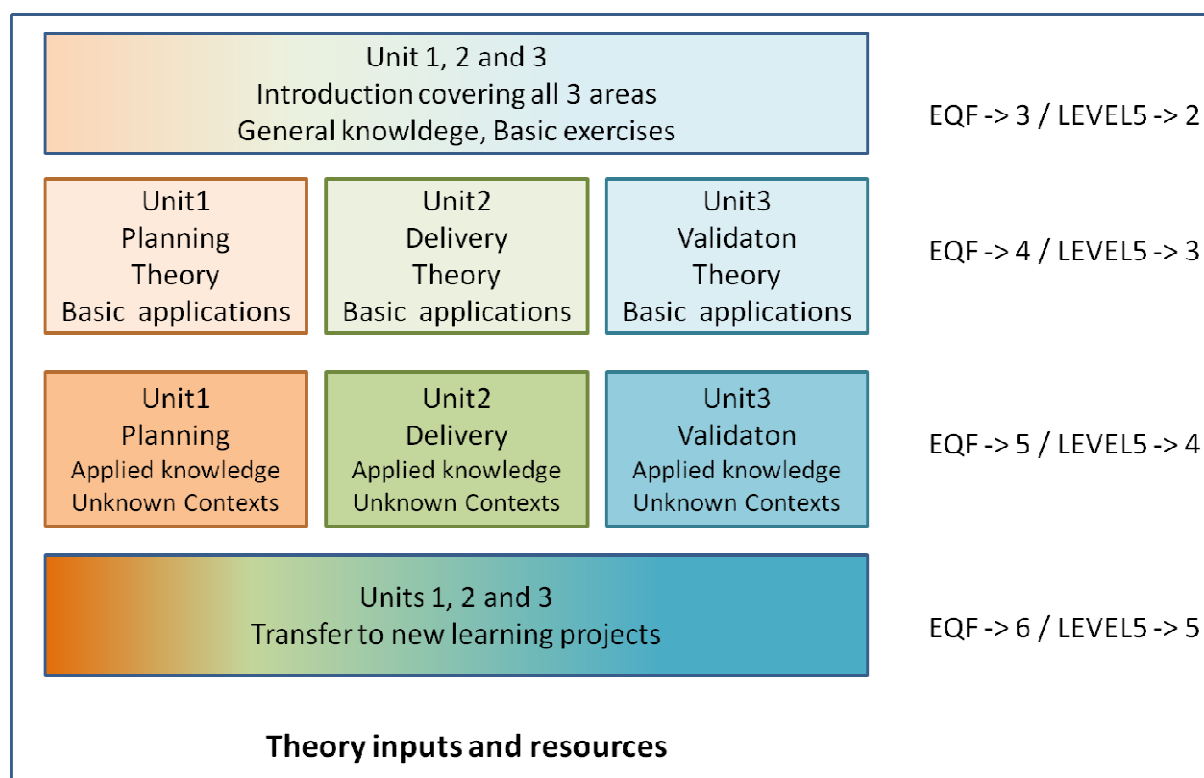 Unit 1, 2 and 3
Introduction covering all 3 areas
General knowldege, Basic exercises
EQF -> 3 / LEVEL5 -> 2
Unit1
Planning
Theory
Basic applications
Unit2
Delivery
Theory
Basic applications
Unit3
Validaton
Theory
Basic applications
EQF -> 4 / LEVEL5 -> 3
Unit1
Planning
Applied knowledge
Unknown Contexts
Unit2
Delivery
Applied knowledge
Unknown Contexts
Unit3
Validaton
Applied knowledge
Unknown Contexts
EQF -> 5 / LEVEL5 -> 4
Units 1, 2 and 3
Transfer to new learning projects
EQF -> 6 / LEVEL5 -> 5
Theory inputs and resources